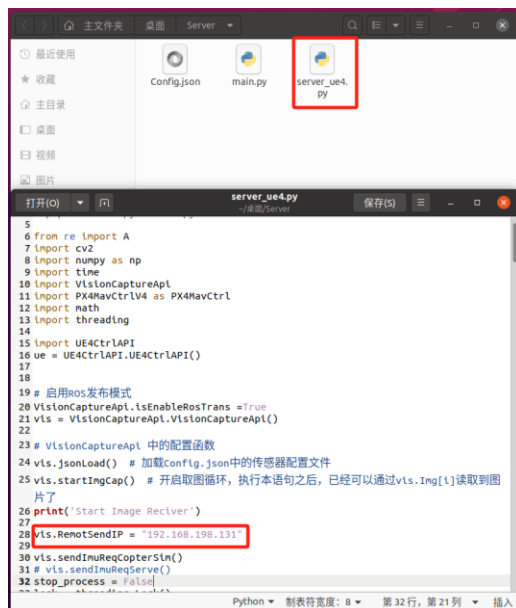 主文件夹 桌面 Server
最近使用
收藏
主目录
桌面
视频
图片
Config.json
main.py
server_ue4.
py
打开(O)
server_ue4.py
~/桌面/Server
保存(S)
5
6 from re import A
7 import cv2
8 import numpy as np
9 import time
10 import VisionCaptureApi
11 import PX4MavCtrlV4 as PX4MavCtrl
12 import math
13 import threading
14
15 import UE4CtrlAPI
16 ue = UE4CtrlAPI.UE4CtrlAPI()
17
18
19 # 启用ROS发布模式
20 VisionCaptureApi.isEnableRosTrans =True
21 vis = VisionCaptureApi.VisionCaptureApi()
22
23 # VisionCaptureApi 中的配置函数
24 vis.jsonLoad() # 加载Config.json中的传感器配置文件
25 vis.startImgCap() # 开启取图循环，执行本语句之后，已经可以通过vis.Img[i]读取到图
片了
26 print('Start Image Reciver')
27
28 vis.RemotSendIP = "192.168.198.131"
29
30 vis.sendImuReqCopterSim()
31 # vis.sendImuReqServe()
32 stop_process = False
Python 制表符宽度：8 第 32 行，第 21 列 插入